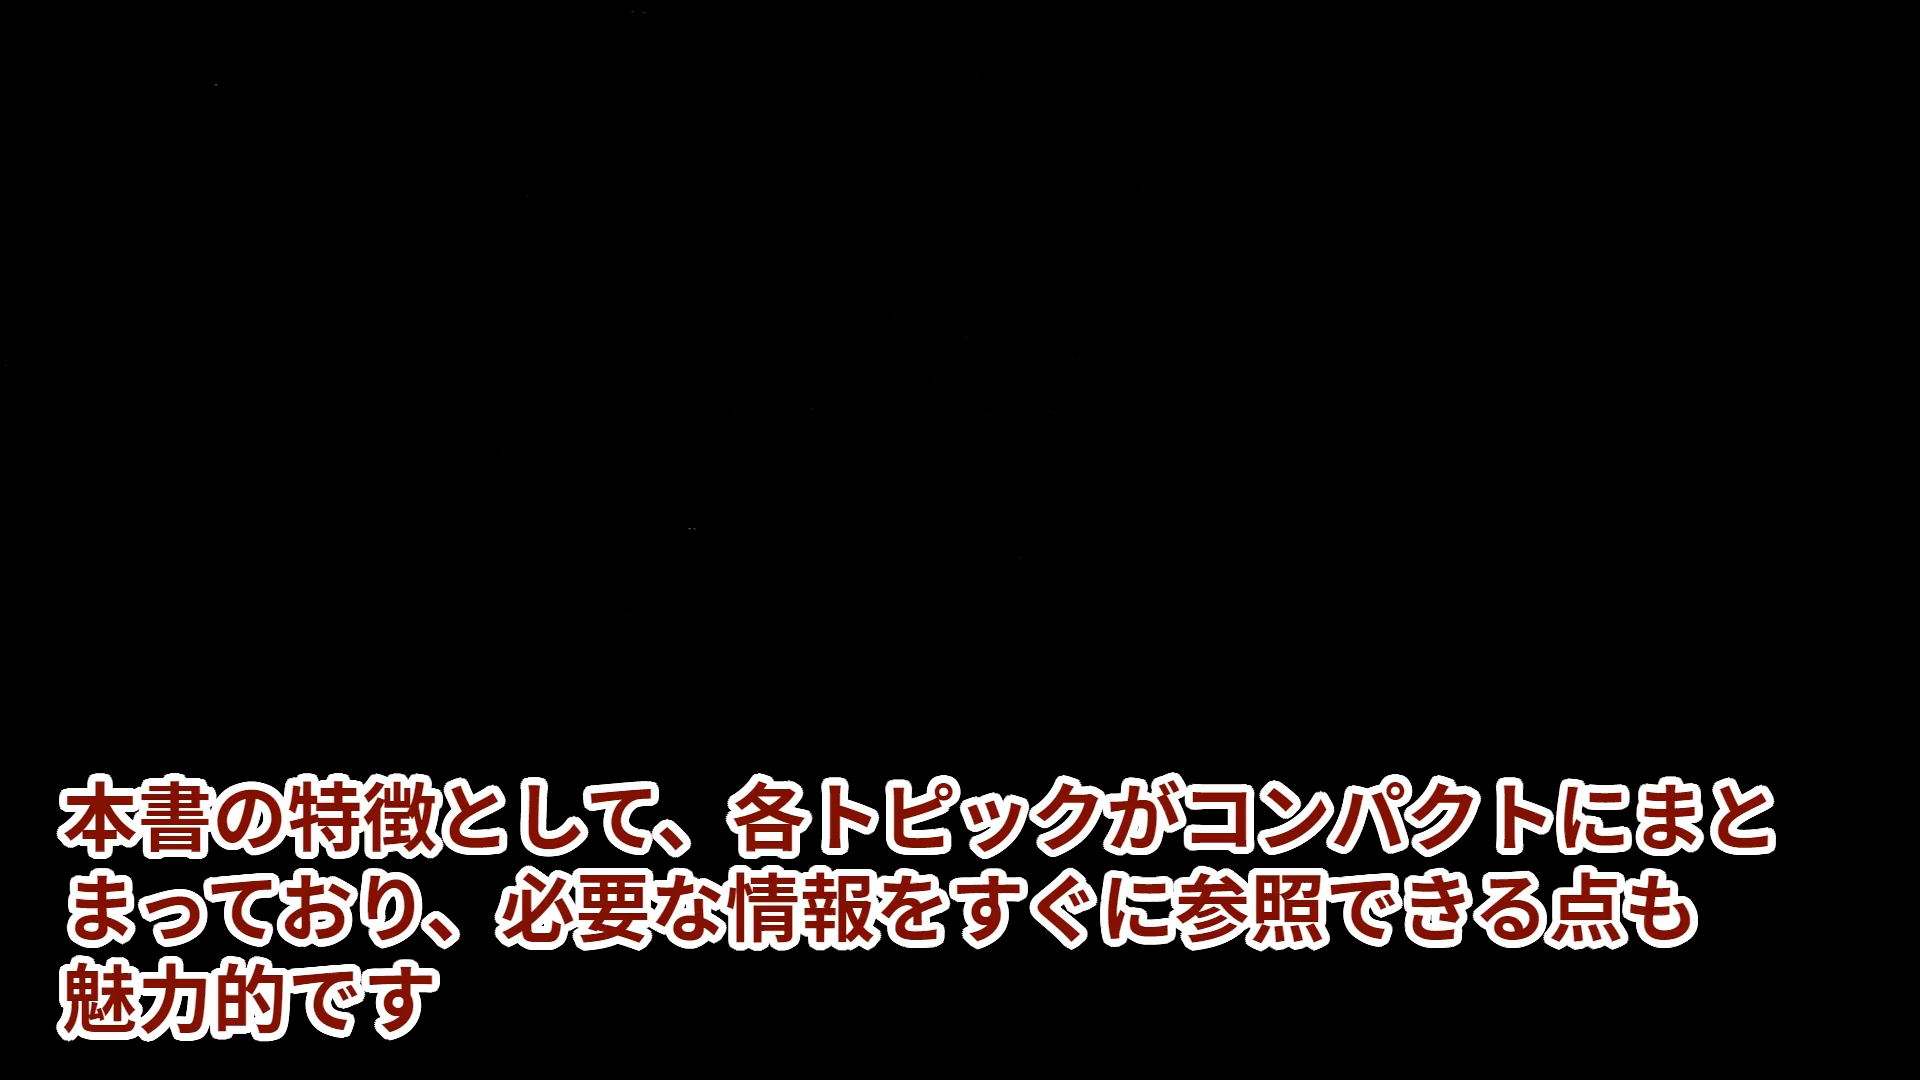 本書の特徴として、各トピックがコンパクトにまと
まっており、必要な情報をすぐに参照できる点も
魅力的です